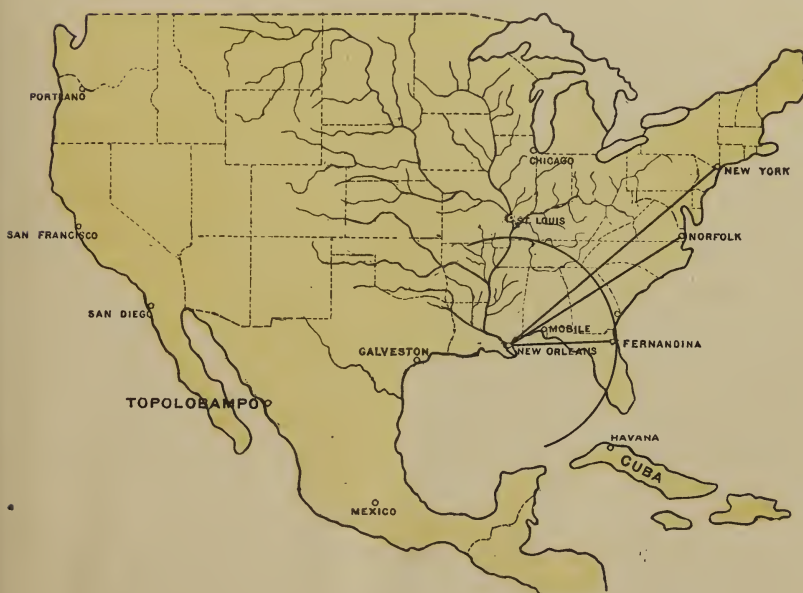 PORTLAND
CHICAGO
NEW YORK
ST. LOUIS
SAN FRANCISCO
NORFOLK
SAN DIEGO
MOBILE
FERNANDINA
NEW ORLEANS
GALVESTON
TOPOLOBAMPO
HAVANA
CUBA
MEXICO